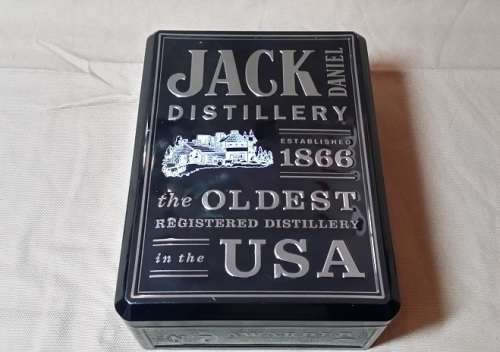 JACK DANIEL
DISTILLERY
ESTABLISHED
1866
the OLDEST
REGISTERED DISTILLERY
in the USA